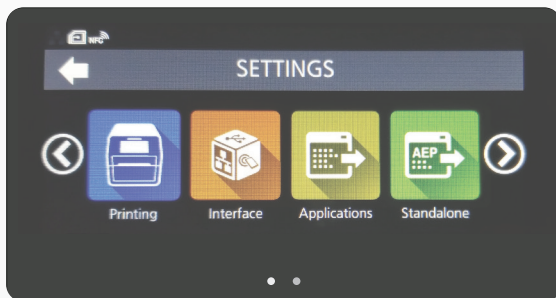 NFC
SETTINGS
AEP
Printing Interface Applications Standalone